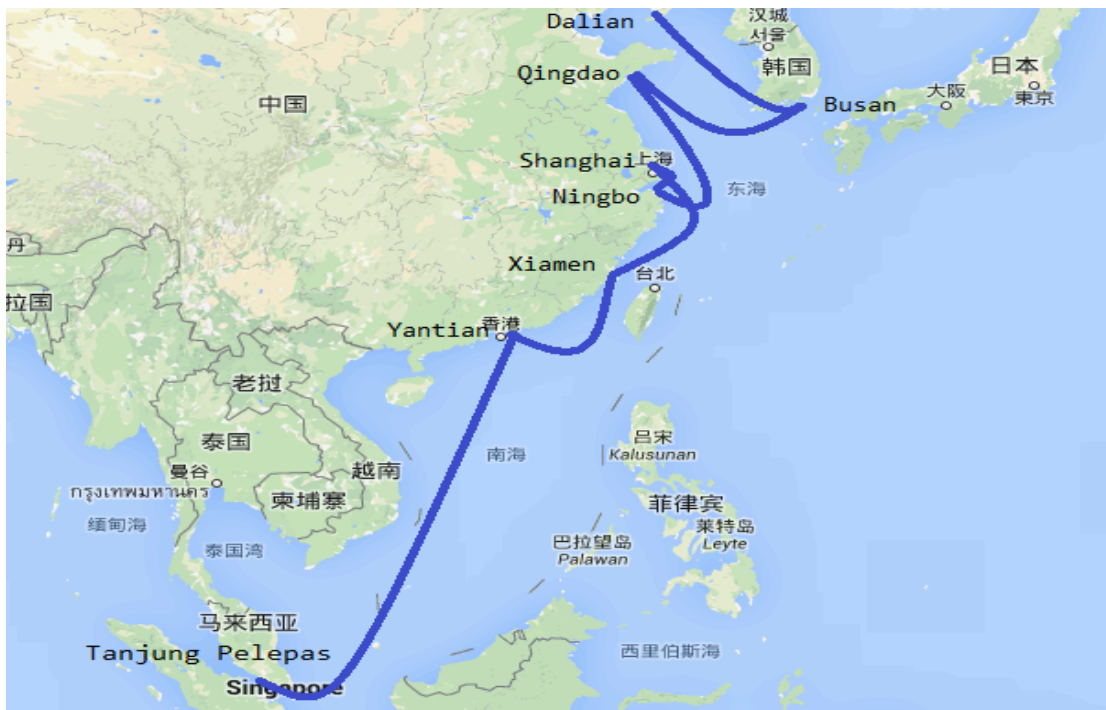 Dalian
汉城
서울
韩国
日本
東京
大阪
Qingdao
Busan
中国
Shanghai
上海
Ningbo
东海
丹
拉国
Xiamen
台北
Yantian
香港
老挝
泰国
曼谷
กรุงเทพมหานคร
越南
柬埔寨
南海
吕宋
Kalusunan
菲律宾
莱特岛
Leyte
缅甸海
泰国湾
巴拉望岛
Palawan
马来西亚
Tanjung Pelepas
西里伯斯海
Singapore